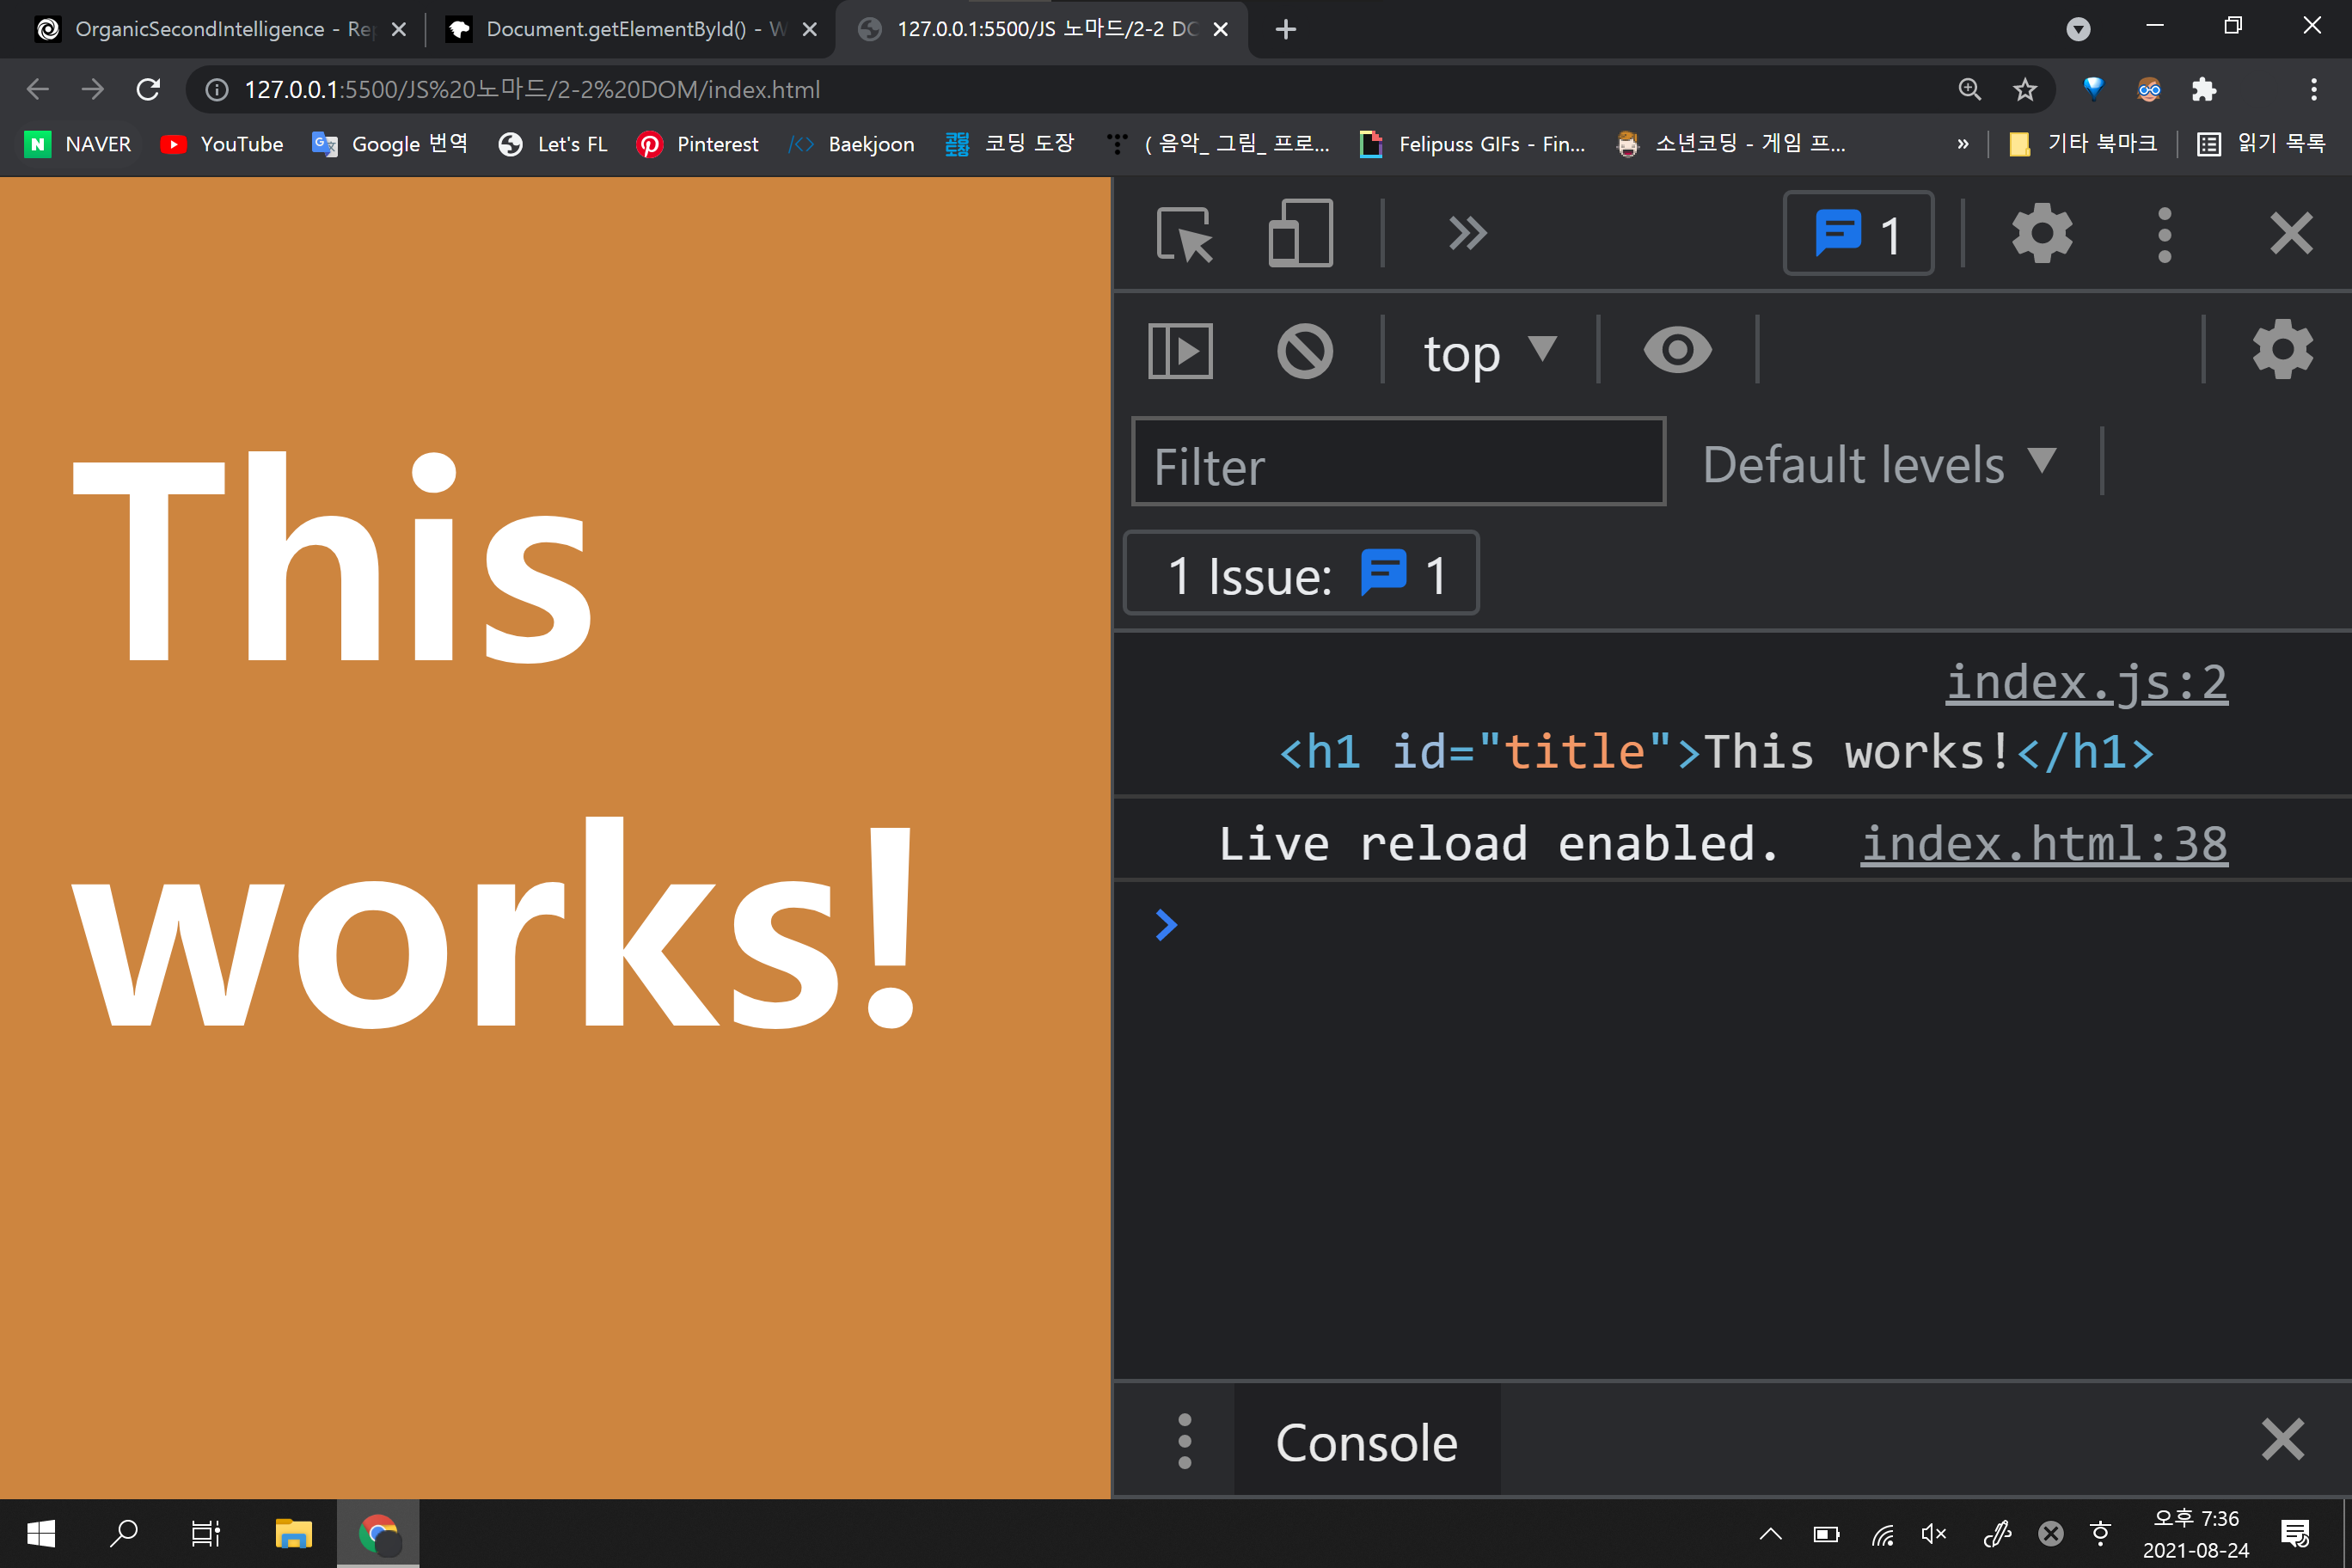 OrganicSecondIntelligence - Rep
Document.getElementById() - W
127.0.0.1:5500/JS 노마드/2-2 DO
127.0.0.1:5500/JS%20노마드/2-2%20DOM/index.html
NAVER
YouTube
Google 번역
Let's FL
Pinterest
Baekjoon
코딩 도장
( 음악_ 그림_ 프로...
Felipuss GIFs - Fin...
소년코딩 - 게임 프...
»
기타 북마크
읽기 목록
1
top
Filter
Default levels
1 Issue: 1
index.js:2
<h1 id="title">This works!</h1>
Live reload enabled. index.html:38
This
works!
Console
오후 7:36
2021-08-24